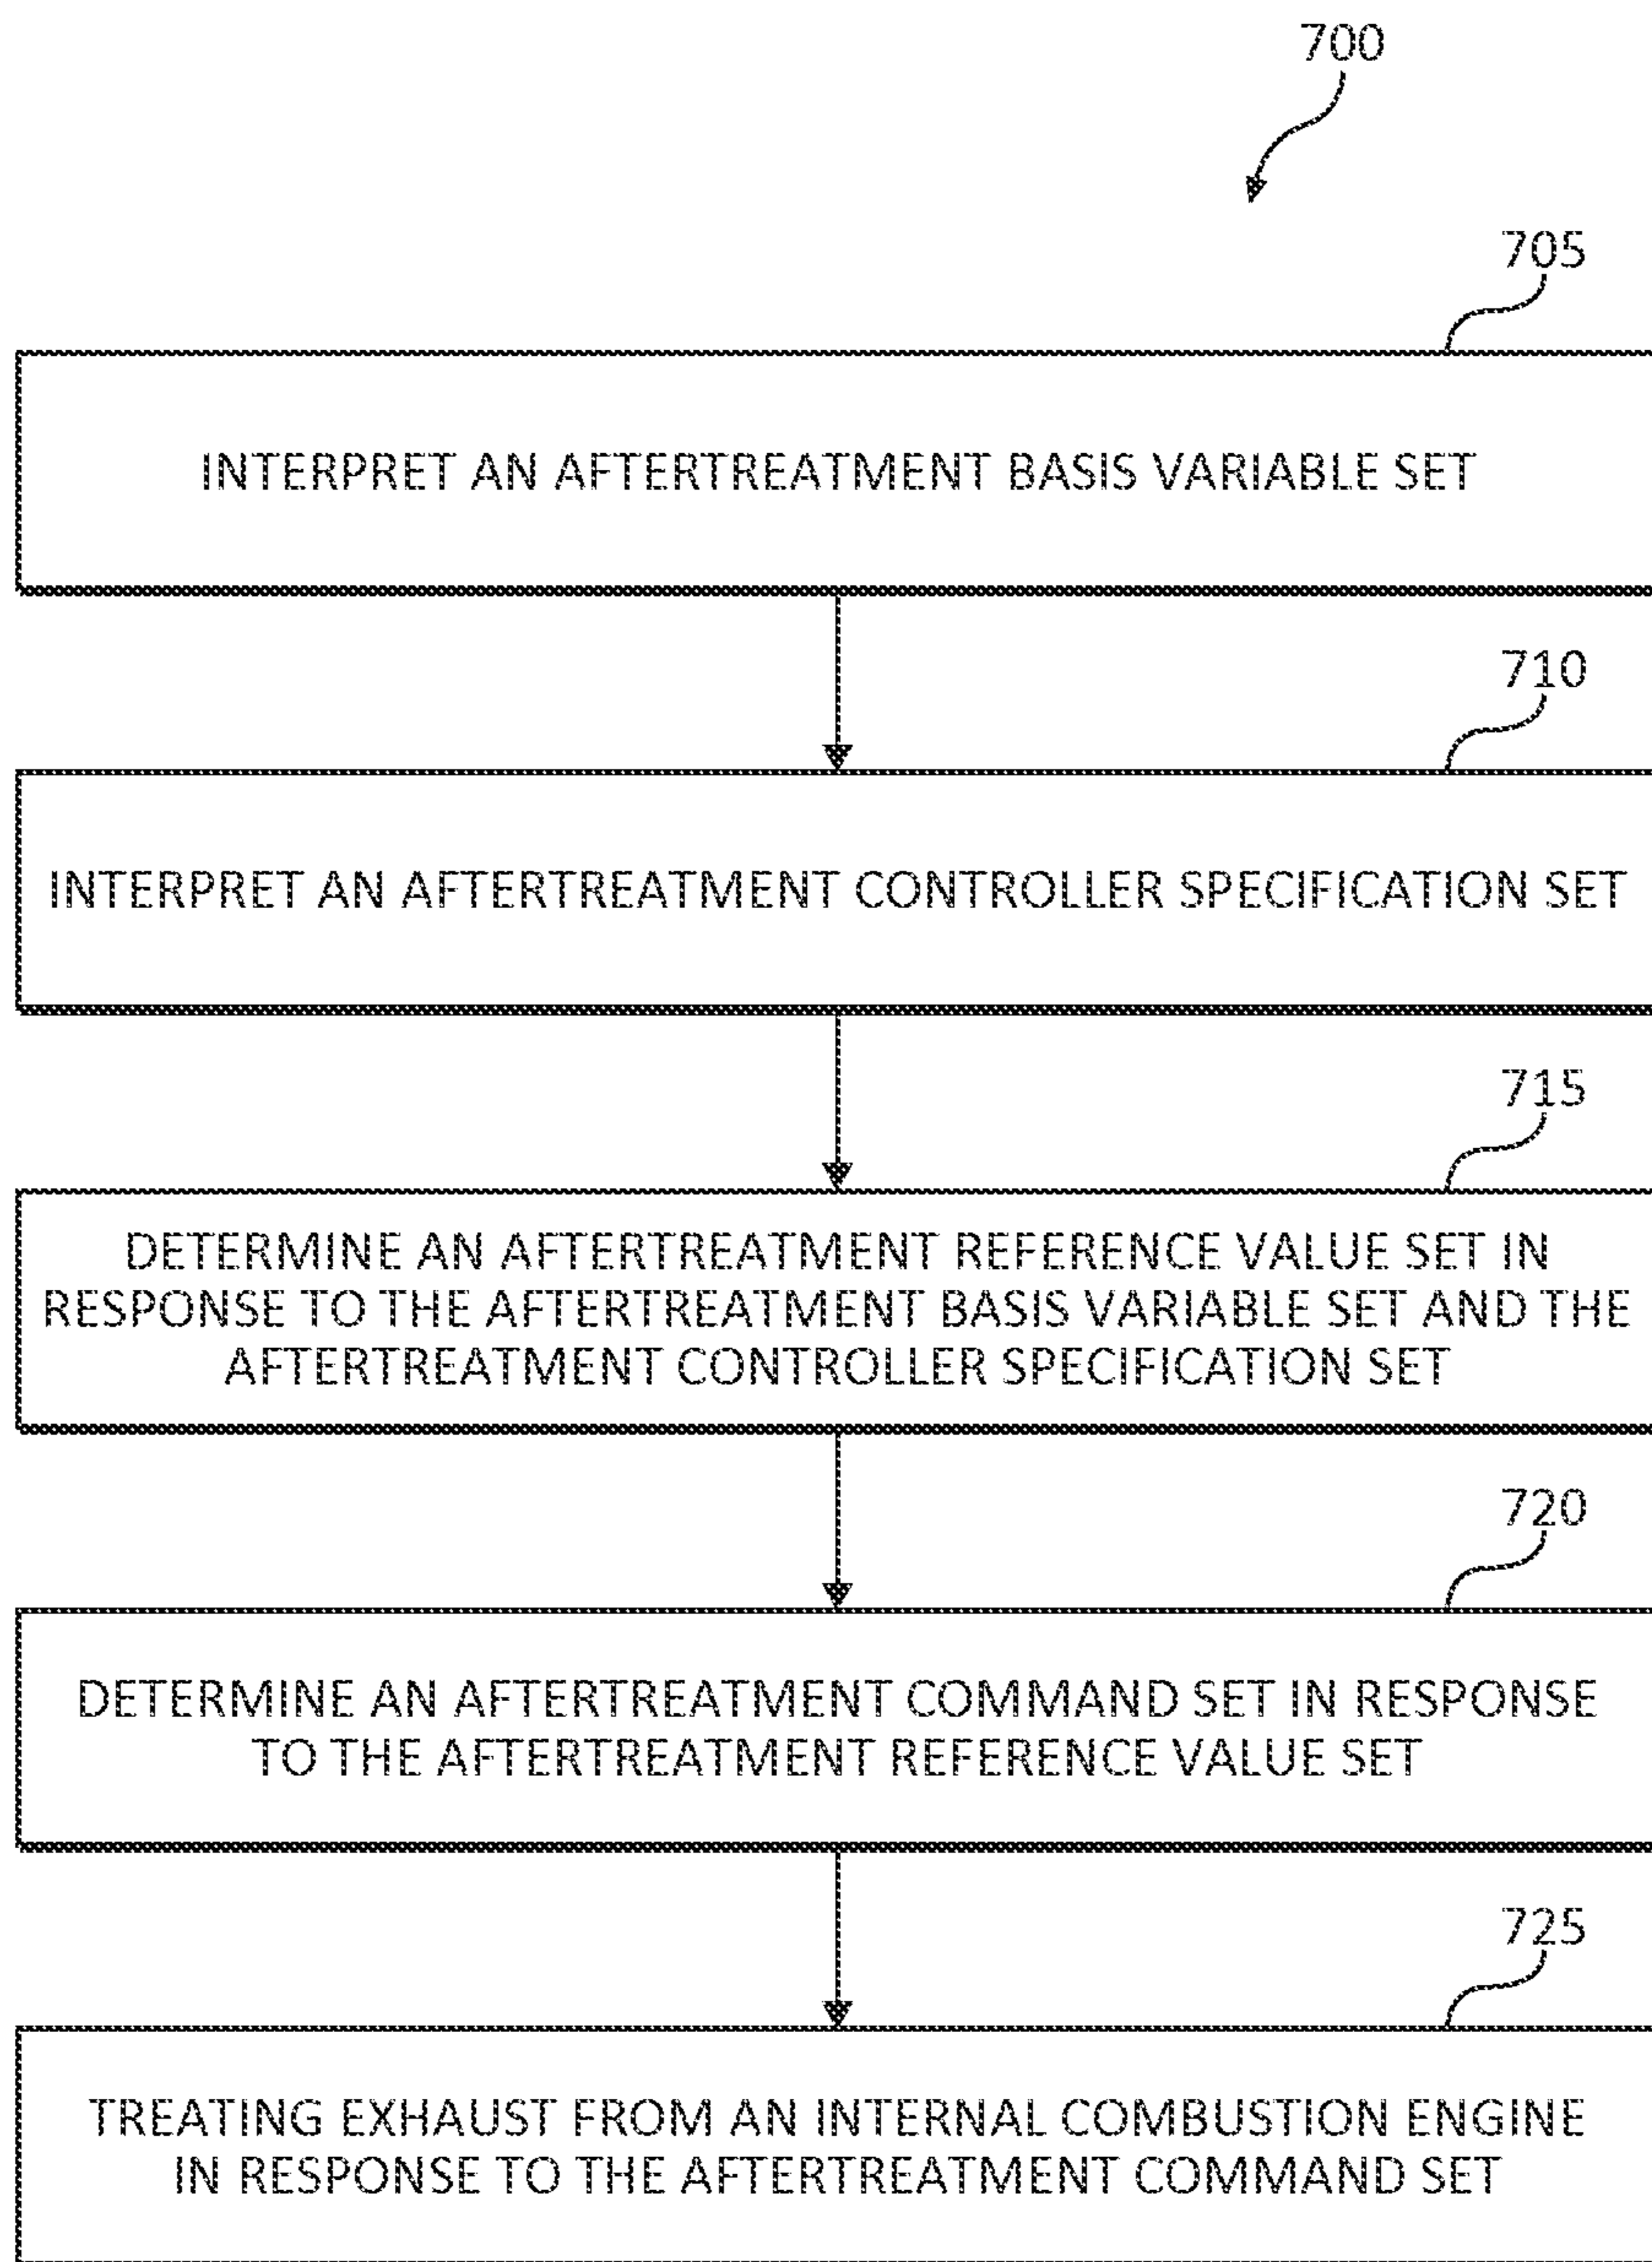 700
705
INTERPRET AN AFTERTREATMENT BASIS VARIABLE SET
710
INTERPRET AN AFTERTREATMENT CONTROLLER SPECIFICATION SET
715
DETERMINE AN AFTERTREATMENT REFERENCE VALUE SET IN
RESPONSE TO THE AFTERTREATMENT BASIS VARIABLE SET AND THE
AFTERTREATMENT CONTROLLER SPECIFICATION SET
720
DETERMINE AN AFTERTREATMENT COMMAND SET IN RESPONSE
TO THE AFTERTREATMENT REFERENCE VALUE SET
725
TREATING EXHAUST FROM AN INTERNAL COMBUSTION ENGINE
IN RESPONSE TO THE AFTERTREATMENT COMMAND SET